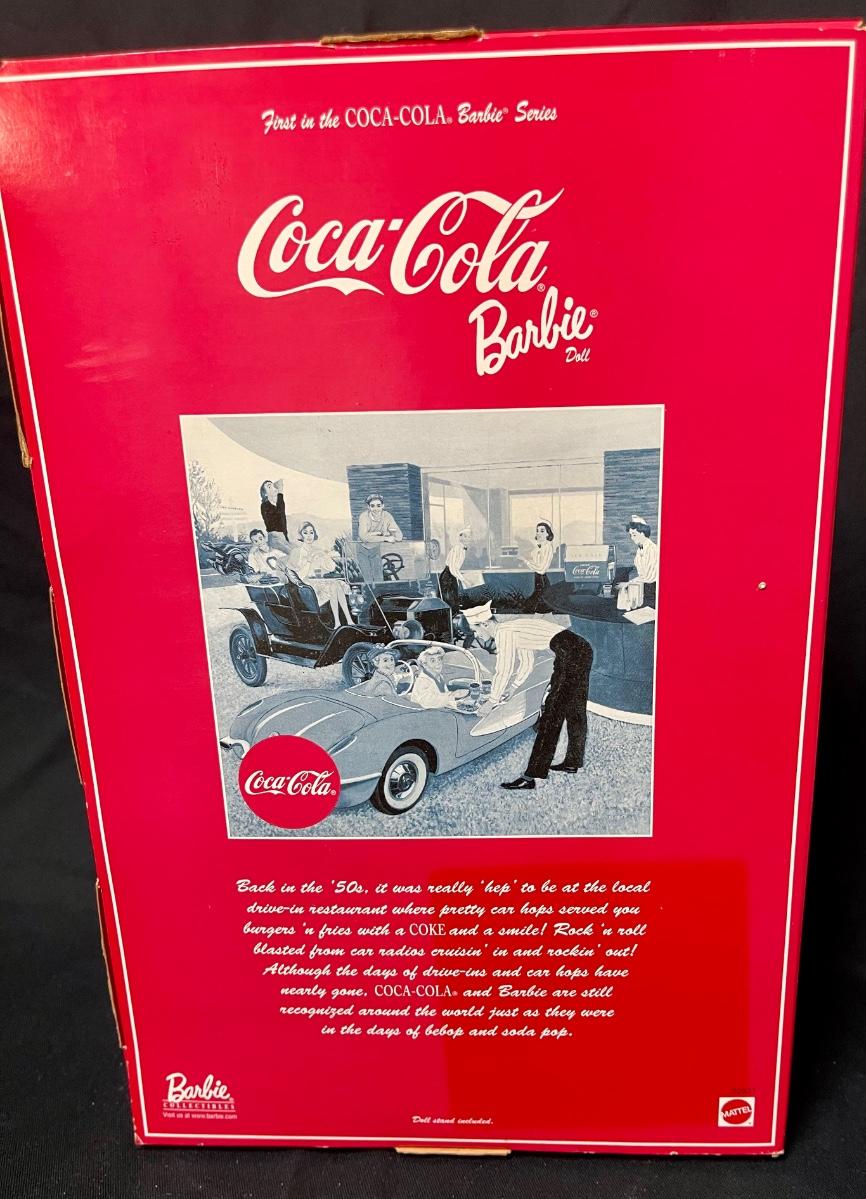 First in the COCA-COLA® Barbie® Series
Coca-Cola®
Barbie®
Doll
Coca-Cola
Coca-Cola®
Back in the '50s, it was really 'hep' to be at the local
drive-in restaurant where pretty car hops served you
burgers 'n fries with a COKE and a smile! Rock 'n roll
blasted from car radios cruisin' in and rockin' out!
Although the days of drive-ins and car hops have
nearly gone, COCA-COLA® and Barbie are still
recognized around the world just as they were
in the days of bebop and soda pop.
Barbie®
COLLECTIBLES
Visit us at www.barbie.com
Doll stand included.
MATTEL